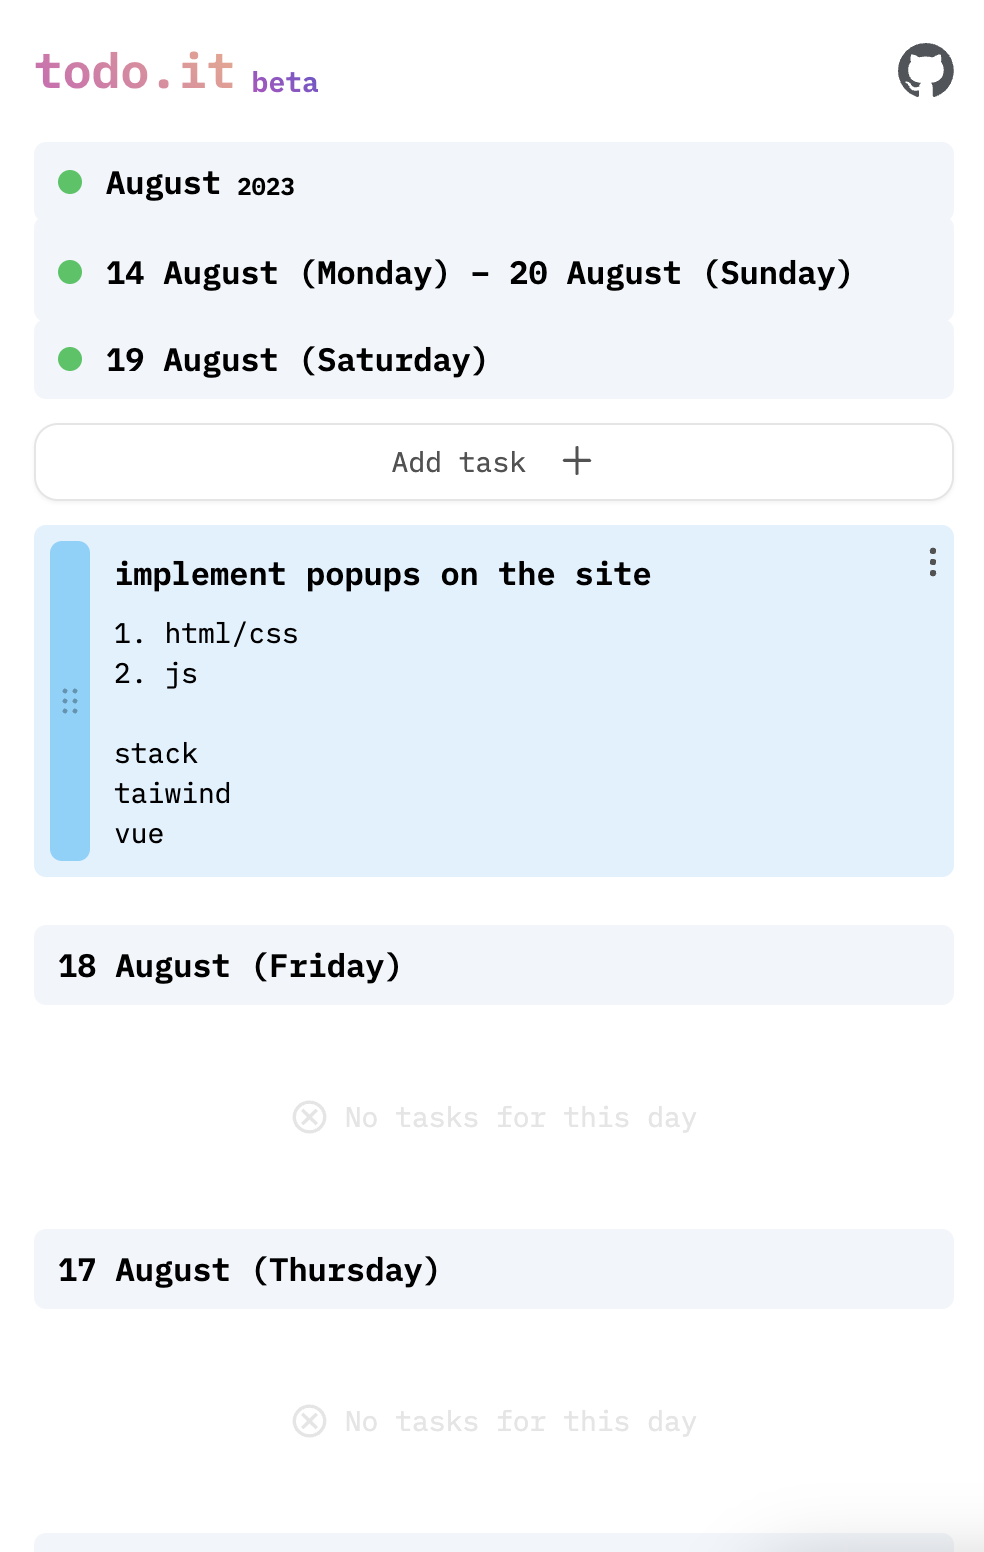 todo.it beta
August 2023
14 August (Monday) – 20 August (Sunday)
19 August (Saturday)
Add task
implement popups on the site
1. html/css
2. js
stack
taiwind
vue
18 August (Friday)
No tasks for this day
17 August (Thursday)
No tasks for this day